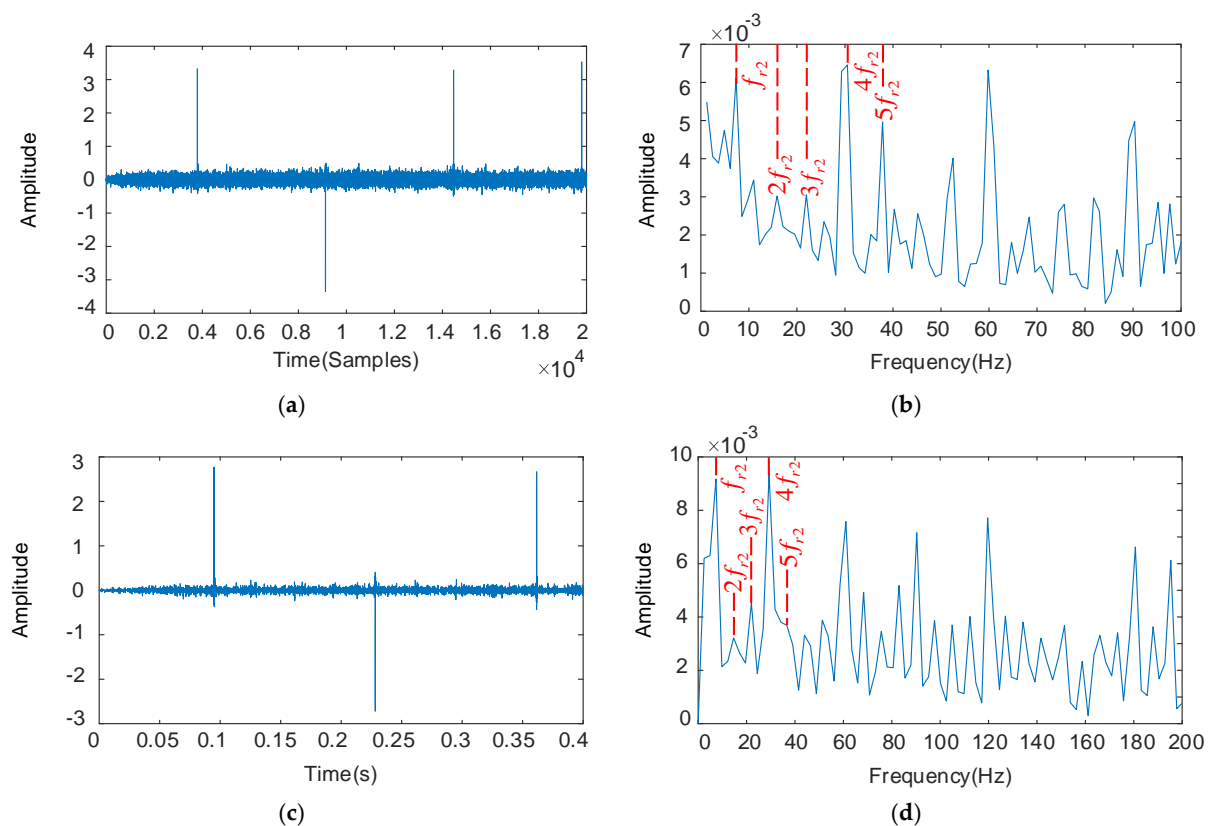 4
3
2
1
0
-1
-2
-3
-4
Amplitude
0 0.2 0.4 0.6 0.8 1 1.2 1.4 1.6 1.8 2
Time(Samples)
×10^4
(a)
×10^-3
7
6
5
4
3
2
1
0
Amplitude
f_r2
2f_r2
3f_r2
4f_r2
5f_r2
0 10 20 30 40 50 60 70 80 90 100
Frequency(Hz)
(b)
3
2
1
0
-1
-2
-3
Amplitude
0 0.05 0.1 0.15 0.2 0.25 0.3 0.35 0.4
Time(s)
(c)
×10^-3
10
8
6
4
2
0
Amplitude
f_r2
2f_r2
3f_r2
4f_r2
5f_r2
0 20 40 60 80 100 120 140 160 180 200
Frequency(Hz)
(d)